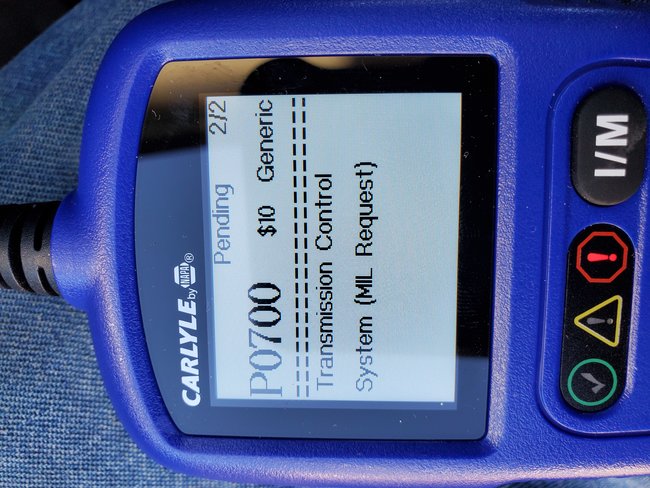 CARLYLE by NAPA®
Pending 2/2
P0700 $10 Generic
--------------------
Transmission Control
System (MIL Request)
I/M